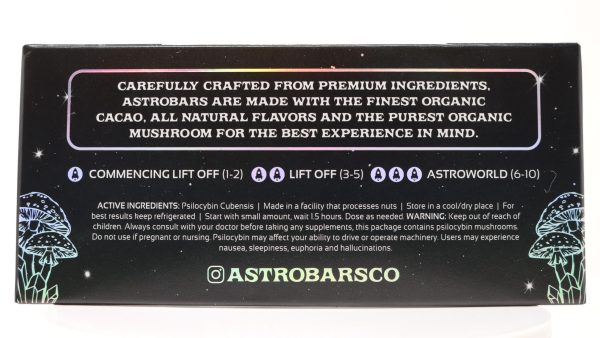 CAREFULLY CRAFTED FROM PREMIUM INGREDIENTS,
ASTROBARS ARE MADE WITH THE FINEST ORGANIC
CACAO, ALL NATURAL FLAVORS AND THE PUREST ORGANIC
MUSHROOM FOR THE BEST EXPERIENCE IN MIND.
COMMENCING LIFT OFF (1-2) LIFT OFF (3-5) ASTROWORLD (6-10)
ACTIVE INGREDIENTS: Psilocybin Cubensis | Made in a facility that processes nuts | Store in a cool/dry place | For
best results keep refrigerated | Start with small amount, wait 1.5 hours. Dose as needed. WARNING: Keep out of reach of
children. Always consult with your doctor before taking any supplements, this package contains psilocybin mushrooms.
Do not use if pregnant or nursing. Psilocybin may affect your ability to drive or operate machinery. Users may experience
nausea, sleepiness, euphoria and hallucinations.
ASTROBARSCO